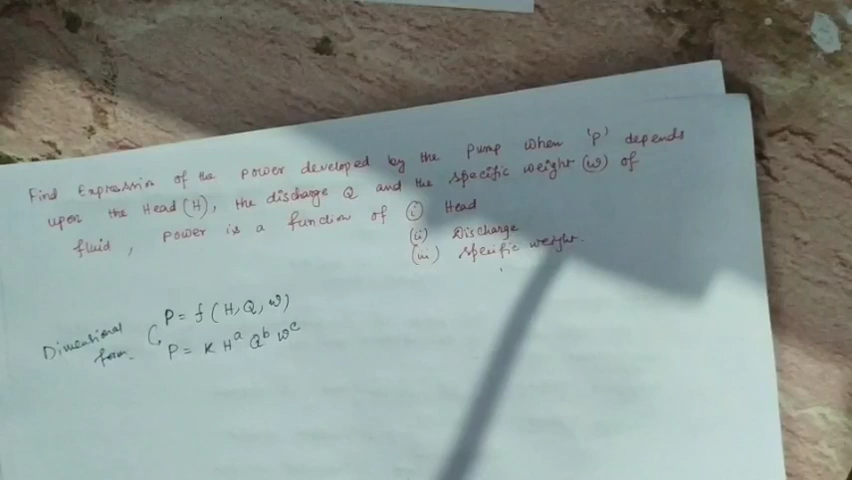 Find Expression of the power developed by the pump when 'p' depends
upon the Head (H), the discharge Q and the specific weight (w) of
fluid, power is a function of (i) Head
(ii) Discharge
(iii) specific weight.
Dimensional form. P = f (H, Q, w)
P = K H^a Q^b w^c